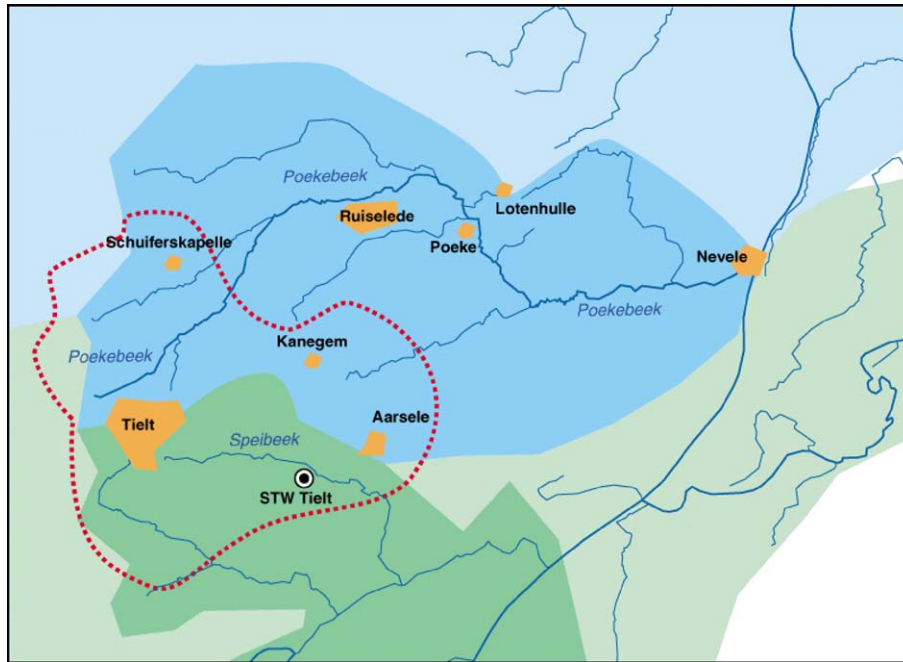 Poekebeek
Lotenhulle
Ruiselede
Schuiferskapelle
Poeke
Nevele
Poekebeek
Kanegem
Poekebeek
Aarsele
Tielt
Speibeek
STW Tielt